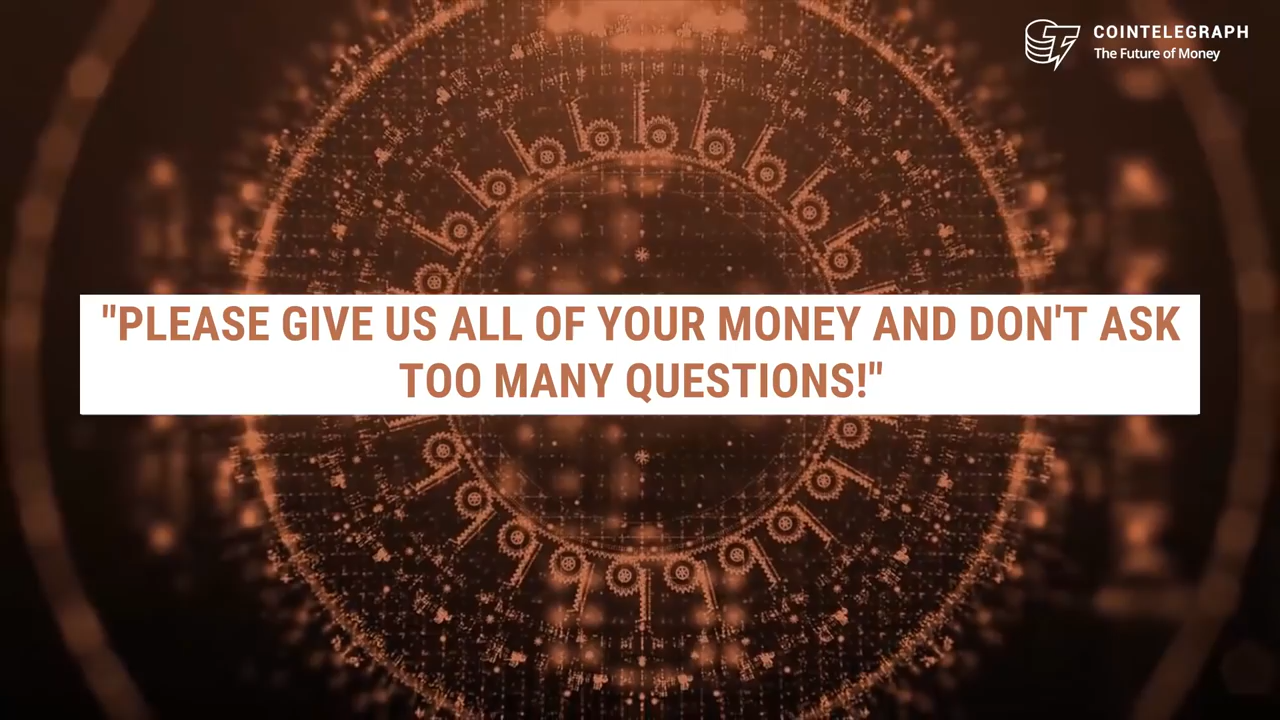 COINTELEGRAPH
The Future of Money
"PLEASE GIVE US ALL OF YOUR MONEY AND DON'T ASK
TOO MANY QUESTIONS!"